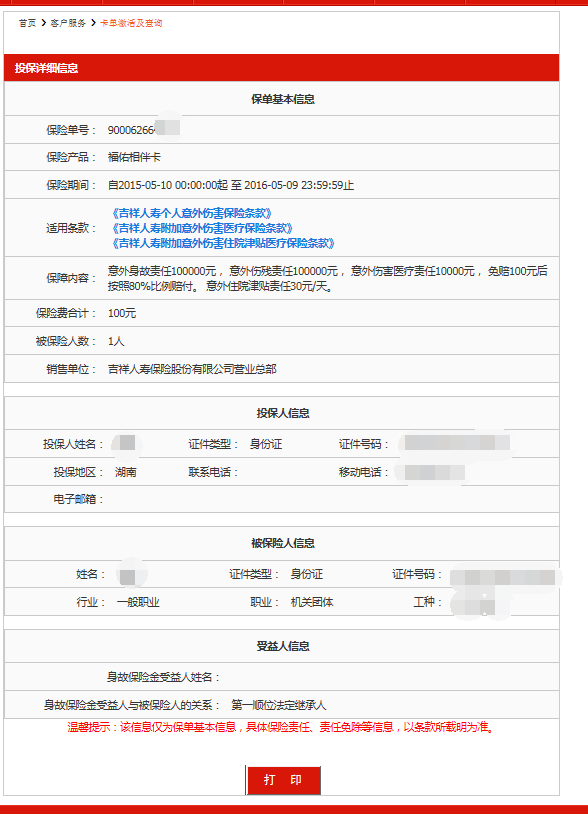 首页 > 客户服务 > 卡单激活及查询
投保详细信息
保单基本信息
保险单号： 90006266
保险产品： 福佑相伴卡
保险期间： 自2015-05-10 00:00:00起 至 2016-05-09 23:59:59止
适用条款：
《吉祥人寿个人意外伤害保险条款》
《吉祥人寿附加意外伤害医疗保险条款》
《吉祥人寿附加意外伤害住院津贴医疗保险条款》
保障内容：
意外身故责任100000元， 意外伤残责任100000元， 意外伤害医疗责任10000元， 免赔100元后
按照80%比例赔付。 意外住院津贴责任30元/天。
保险费合计： 100元
被保险人数： 1人
销售单位： 吉祥人寿保险股份有限公司营业总部
投保人信息
投保人姓名： 证件类型： 身份证 证件号码：
投保地区： 湖南 联系电话： 移动电话：
电子邮箱：
被保险人信息
姓名： 证件类型： 身份证 证件号码：
行业： 一般职业 职业： 机关团体 工种：
受益人信息
身故保险金受益人姓名：
身故保险金受益人与被保险人的关系： 第一顺位法定继承人
温馨提示：该信息仅为保单基本信息，具体保险责任、责任免除等信息，以条款所载明为准。
打 印